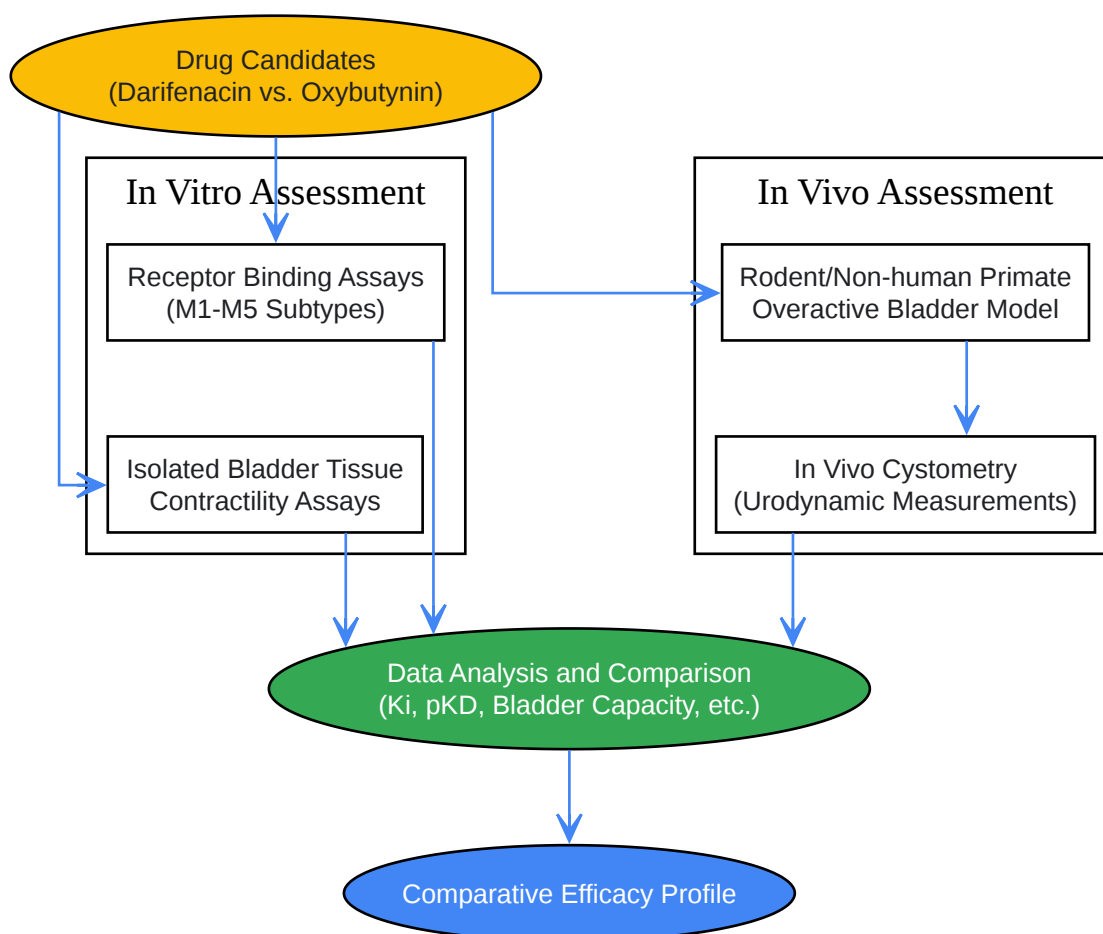 Drug Candidates
(Darifenacin vs. Oxybutynin)
In Vitro Assessment
Receptor Binding Assays
(M1-M5 Subtypes)
Isolated Bladder Tissue
Contractility Assays
In Vivo Assessment
Rodent/Non-human Primate
Overactive Bladder Model
In Vivo Cystometry
(Urodynamic Measurements)
Data Analysis and Comparison
(Ki, pKD, Bladder Capacity, etc.)
Comparative Efficacy Profile